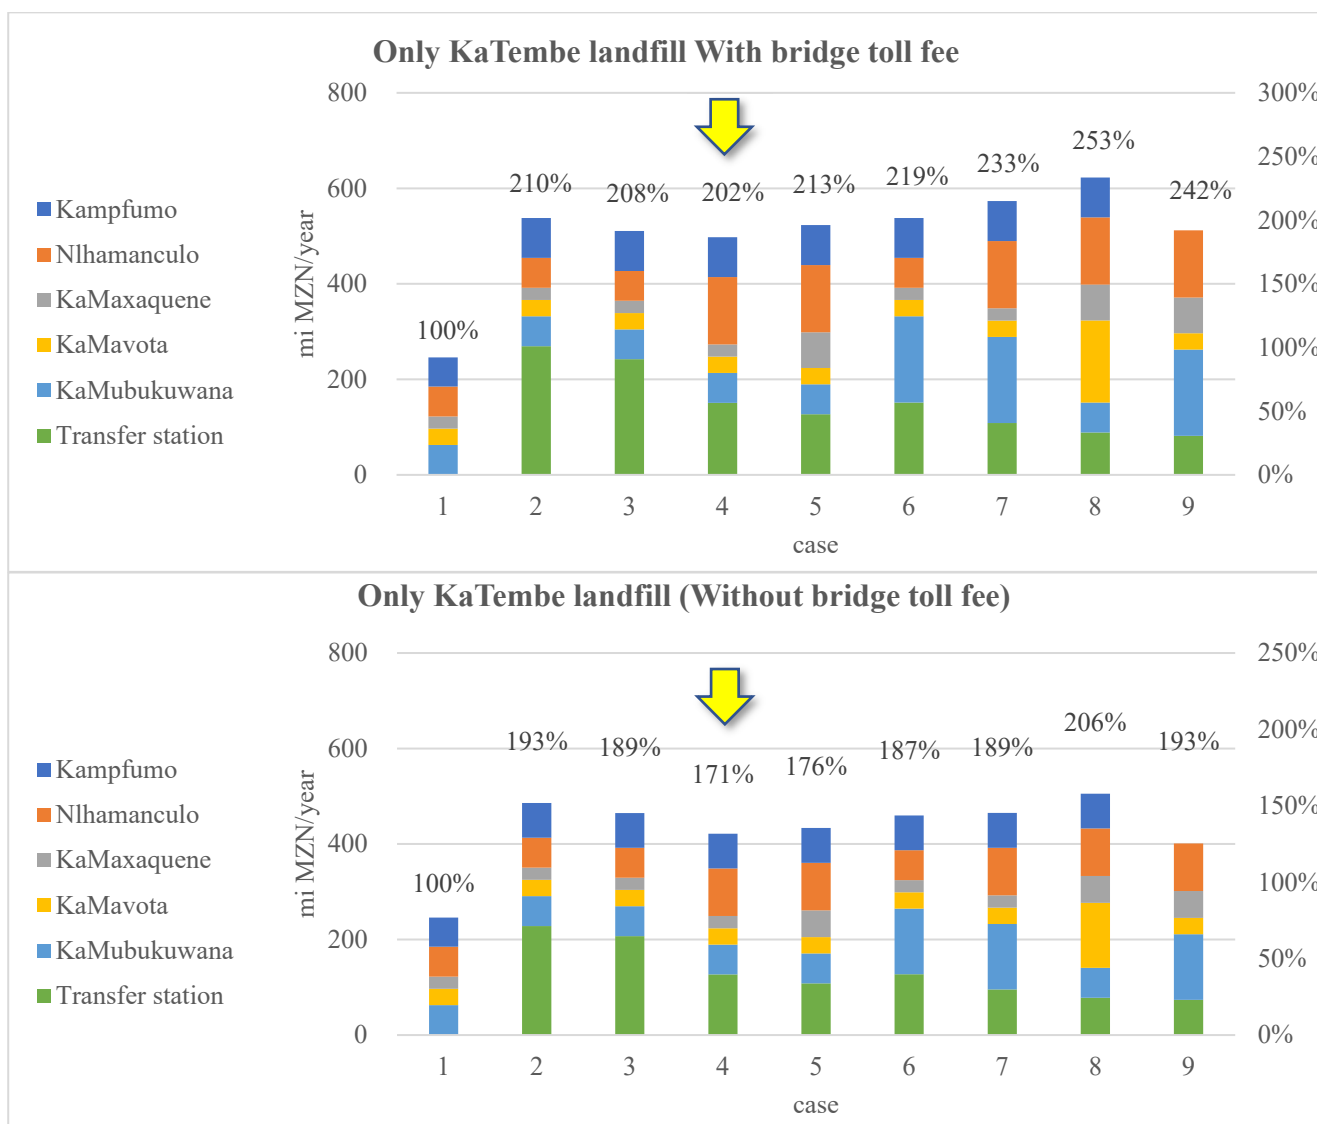 Only KaTembe landfill With bridge toll fee
800
600
400
200
0
mi MZN/year
300%
250%
200%
150%
100%
50%
0%
100%
210%
208%
202%
213%
219%
233%
253%
242%
Kampfumo
Nlhamanculo
KaMaxaquene
KaMavota
KaMubukuwana
Transfer station
1 2 3 4 5 6 7 8 9
case
Only KaTembe landfill (Without bridge toll fee)
800
600
400
200
0
mi MZN/year
250%
200%
150%
100%
50%
0%
100%
193%
189%
171%
176%
187%
189%
206%
193%
Kampfumo
Nlhamanculo
KaMaxaquene
KaMavota
KaMubukuwana
Transfer station
1 2 3 4 5 6 7 8 9
case